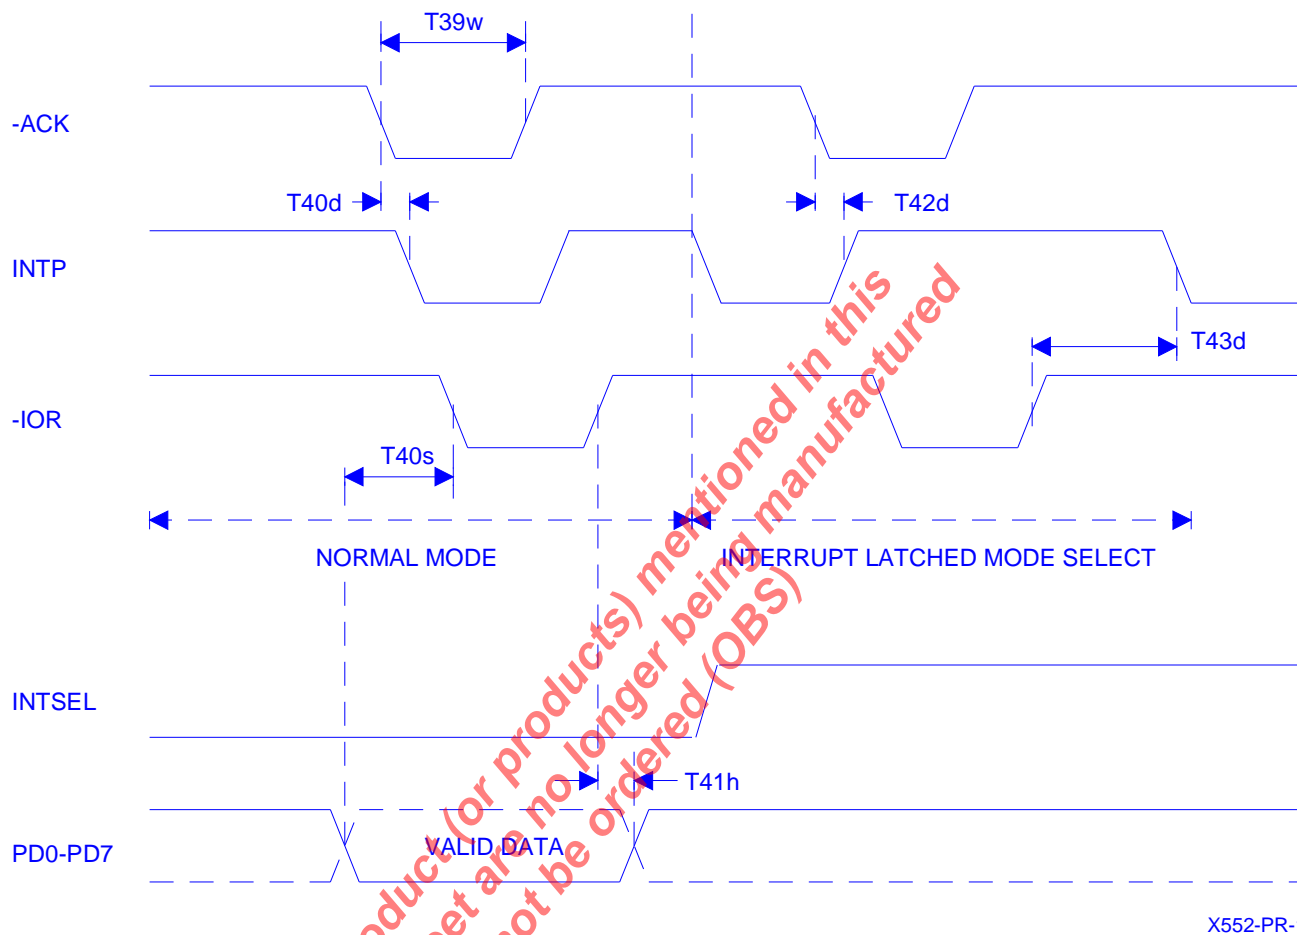 T39w
-ACK
T40d
T42d
INTP
T43d
-IOR
T40s
NORMAL MODE
INTERRUPT LATCHED MODE SELECT
INTSEL
T41h
PD0-PD7
VALID DATA
X552-PR-
product (or products) mentioned in this
are no longer being manufactured
not be ordered (OBS)